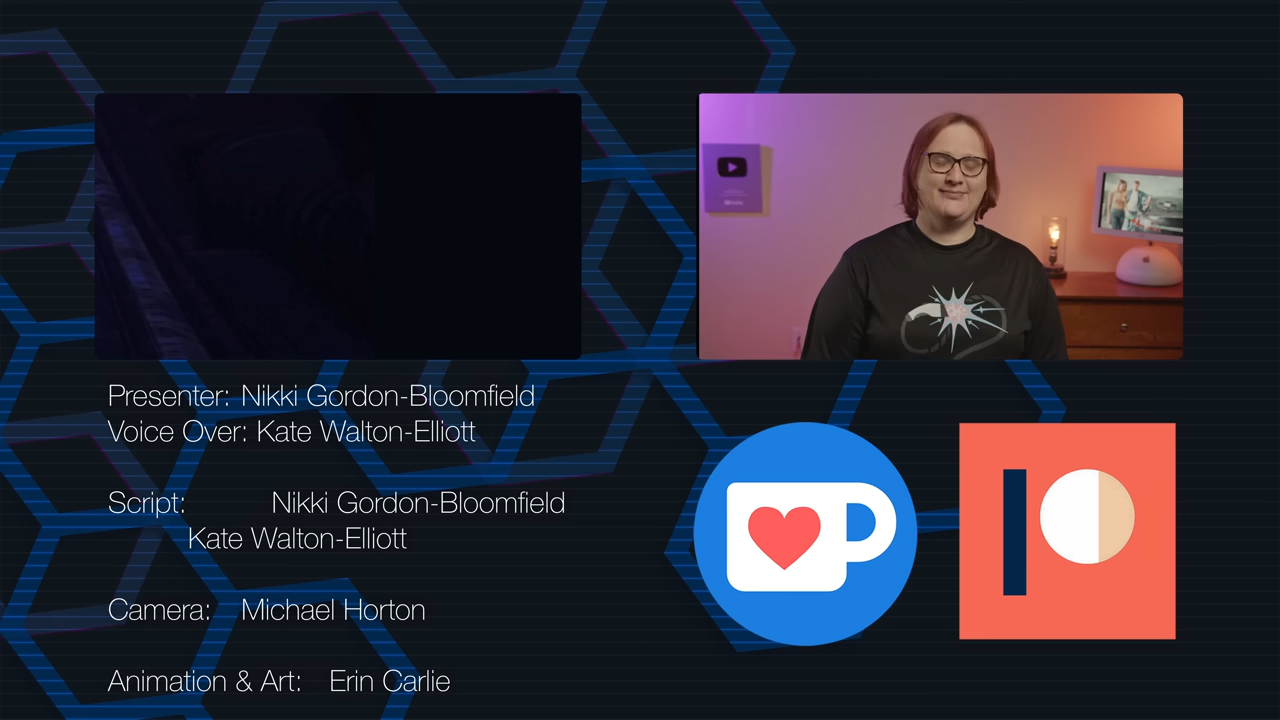 Presenter: Nikki Gordon-Bloomfield
Voice Over: Kate Walton-Elliott
Script: Nikki Gordon-Bloomfield
Kate Walton-Elliott
Camera: Michael Horton
Animation & Art: Erin Carlie